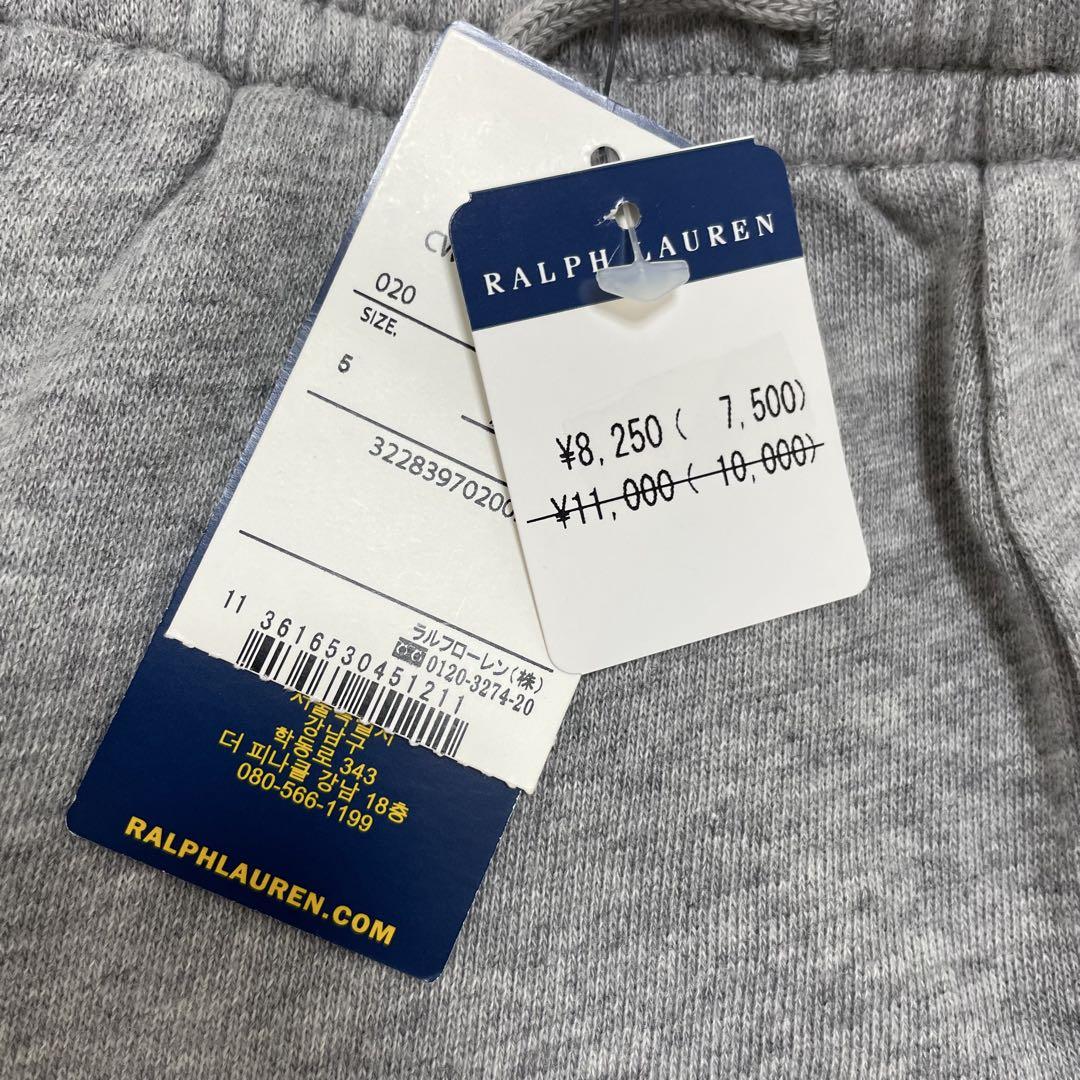 CW
020
SIZE.
5
32283970200
11
3616530451211
ラルフローレン(株)
0120-3274-20
강남구
학동로 343
더 피나클 강남 18층
080-566-1199
RALPHLAUREN.COM
RALPH LAUREN
¥8,250( 7,500)
¥11,000( 10,000)